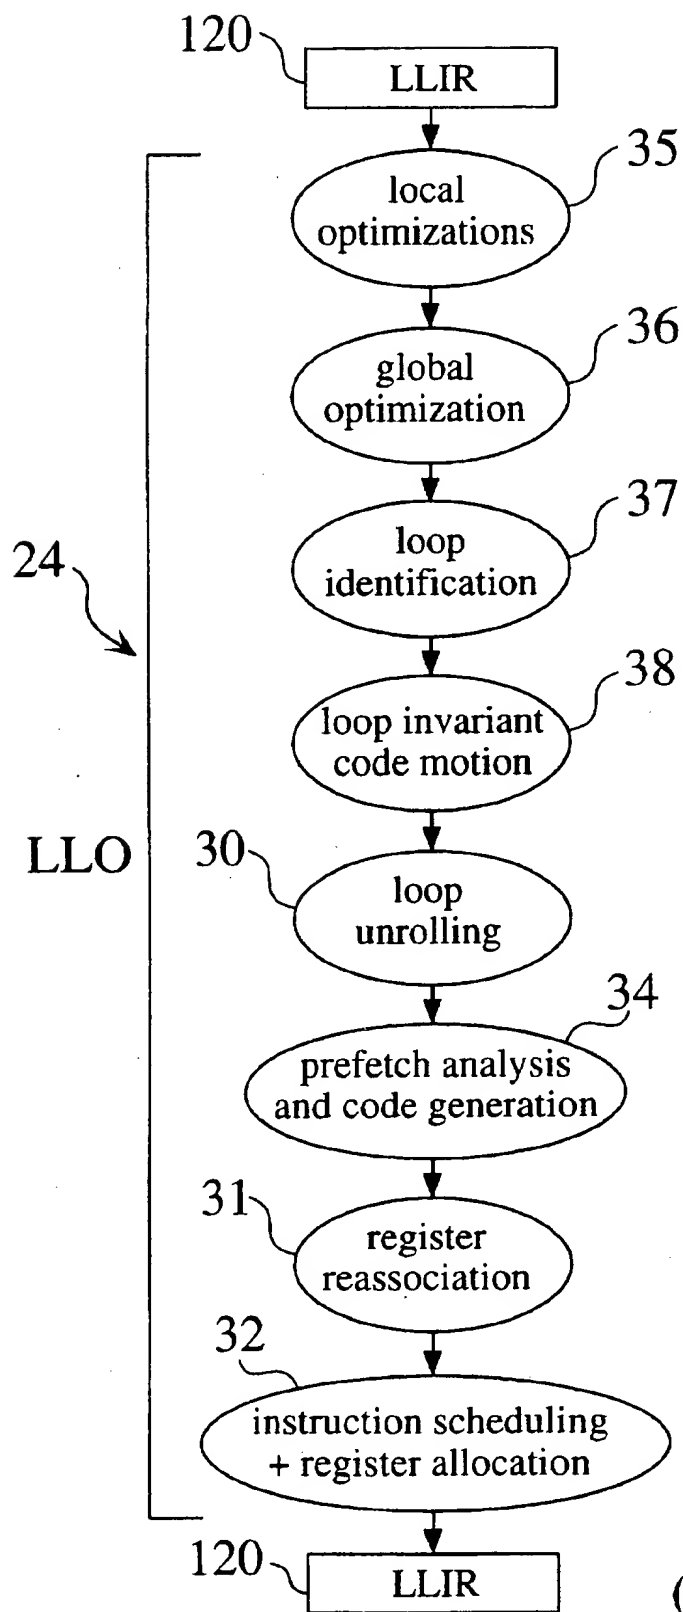 120
LLIR
35
local
optimizations
36
global
optimization
37
loop
identification
24
38
loop invariant
code motion
LLO
30
loop
unrolling
34
prefetch analysis
and code generation
31
register
reassociation
32
instruction scheduling
+ register allocation
120
LLIR
(